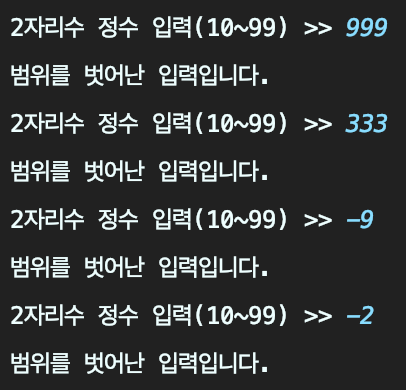 2자리수 정수 입력(10~99) >> 999
범위를 벗어난 입력입니다.
2자리수 정수 입력(10~99) >> 333
범위를 벗어난 입력입니다.
2자리수 정수 입력(10~99) >> -9
범위를 벗어난 입력입니다.
2자리수 정수 입력(10~99) >> -2
범위를 벗어난 입력입니다.